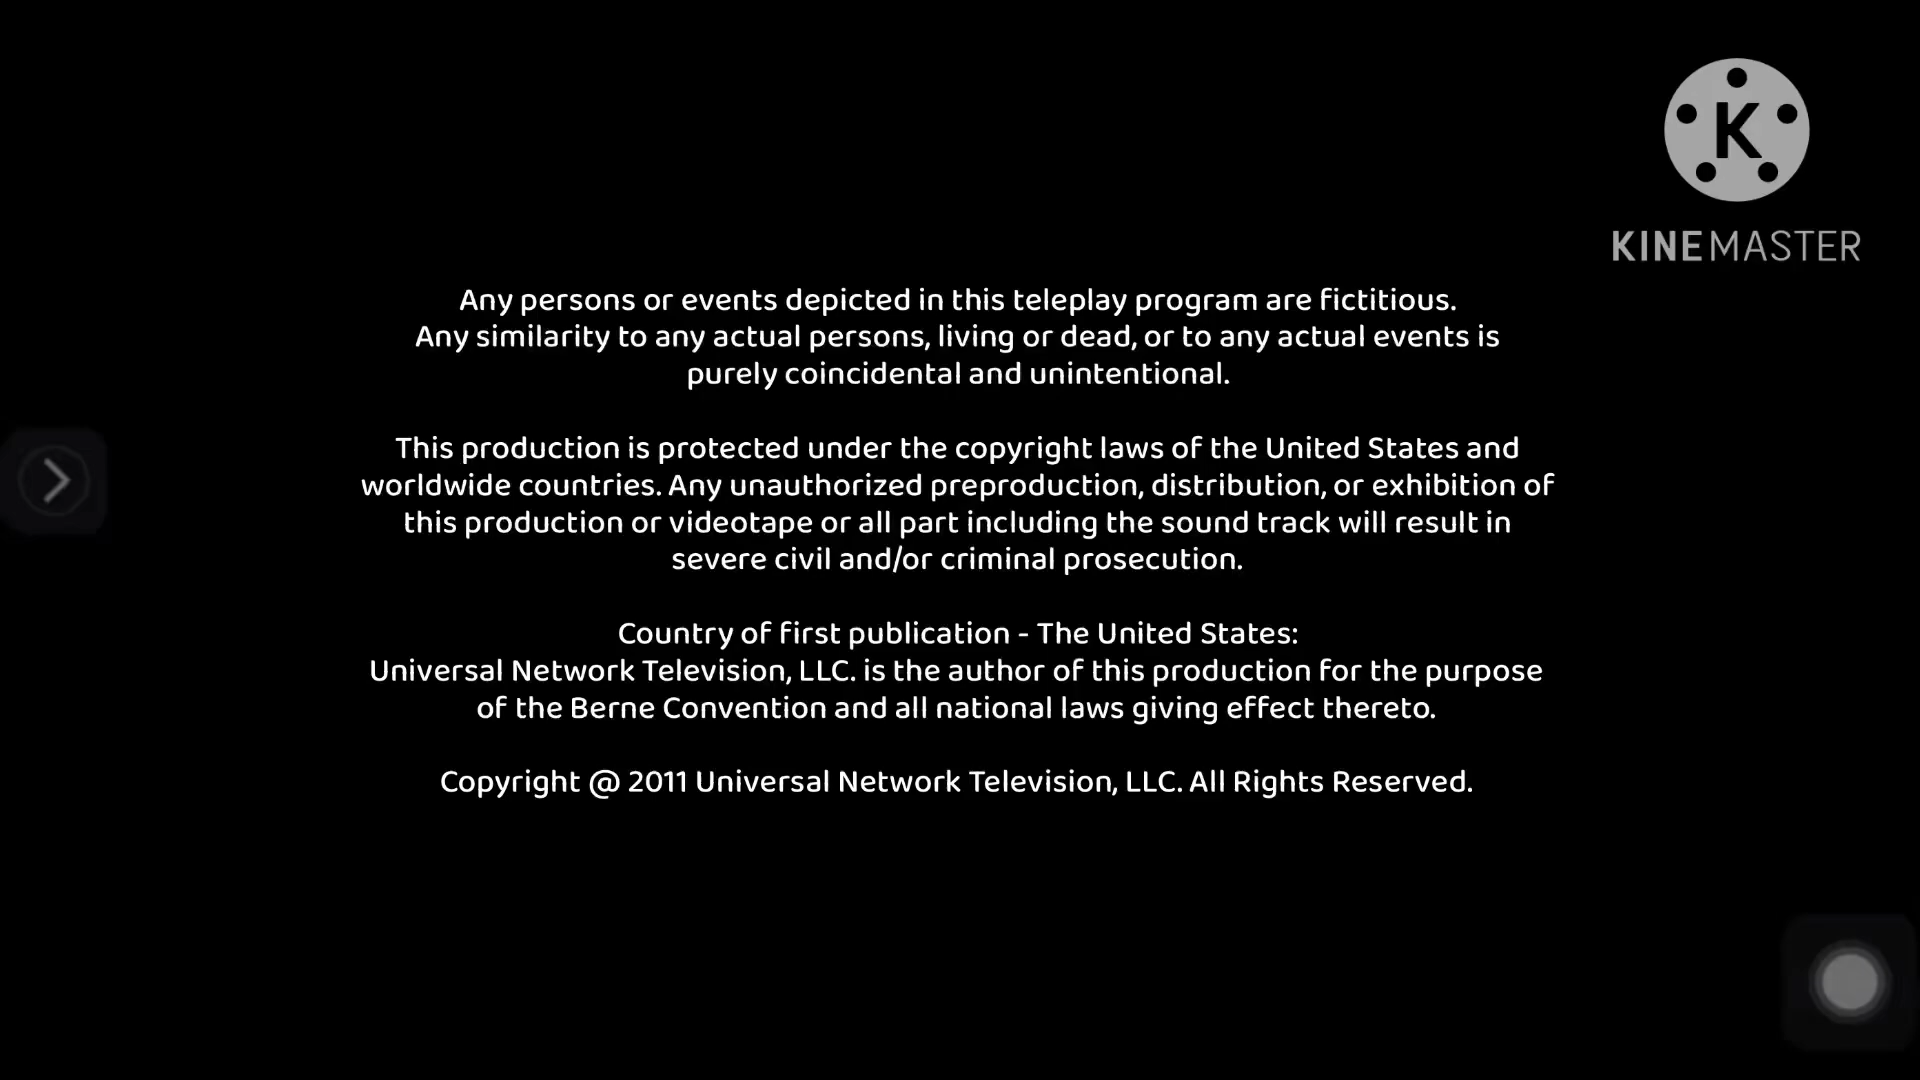 K
KINEMASTER
Any persons or events depicted in this teleplay program are fictitious.
Any similarity to any actual persons, living or dead, or to any actual events is
purely coincidental and unintentional.
This production is protected under the copyright laws of the United States and
worldwide countries. Any unauthorized preproduction, distribution, or exhibition of
this production or videotape or all part including the sound track will result in
severe civil and/or criminal prosecution.
Country of first publication - The United States:
Universal Network Television, LLC. is the author of this production for the purpose
of the Berne Convention and all national laws giving effect thereto.
Copyright @ 2011 Universal Network Television, LLC. All Rights Reserved.